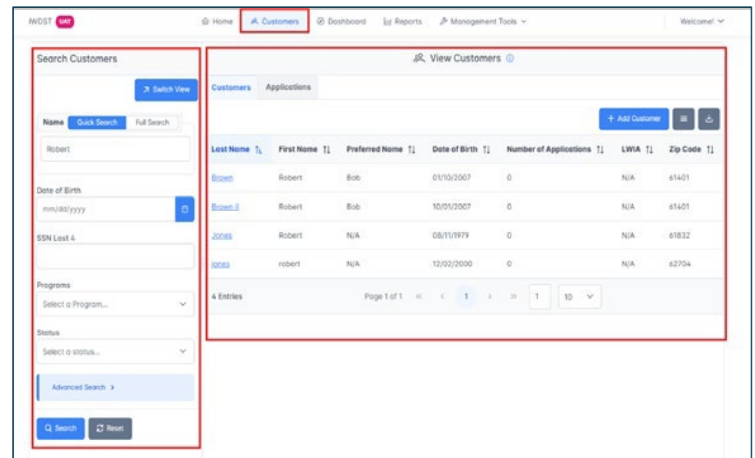 IWDST UAT Home Customers Dashboard Reports Management Tools Welcome!
Search Customers
Switch View
Name Quick Search Full Search
Robert
Date of Birth
mm/dd/yyyy
SSN Last 4
Programs
Select a Program...
Status
Select a status...
Advanced Search
Search Reset
View Customers
Customers Applications
+ Add Customer
Last Name First Name Preferred Name Date of Birth Number of Applications LWIA Zip Code
Brown Robert Bob 01/10/2007 0 N/A 61401
Brown II Robert Bob 10/01/2007 0 N/A 61401
Jones Robert N/A 08/11/1979 0 N/A 61832
jones robert N/A 12/02/2000 0 N/A 62704
4 Entries Page 1 of 1 « ‹ 1 › » 1 10